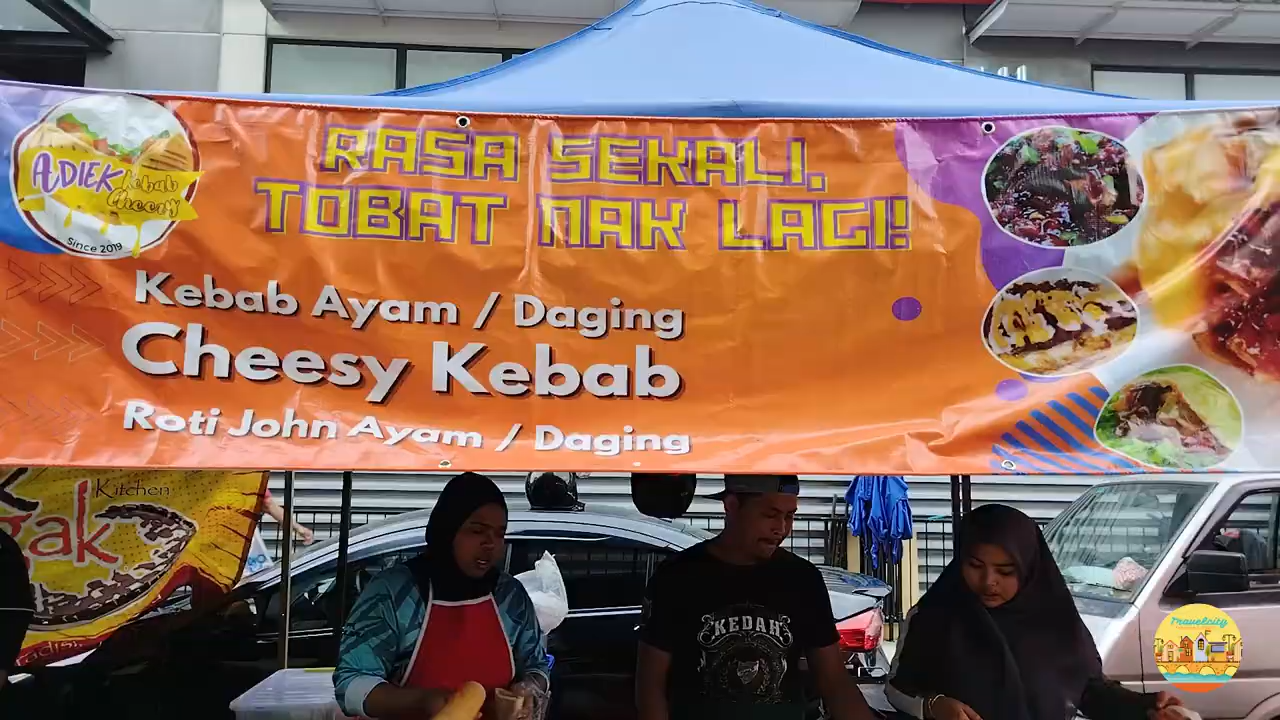 ADIEK
Kebab
Cheezy
Since 2019
RASA SEKALI,
TOBAT NAK LAGI!
Kebab Ayam / Daging
Cheesy Kebab
Roti John Ayam / Daging
Kitchen
KEDAH
Travelcity